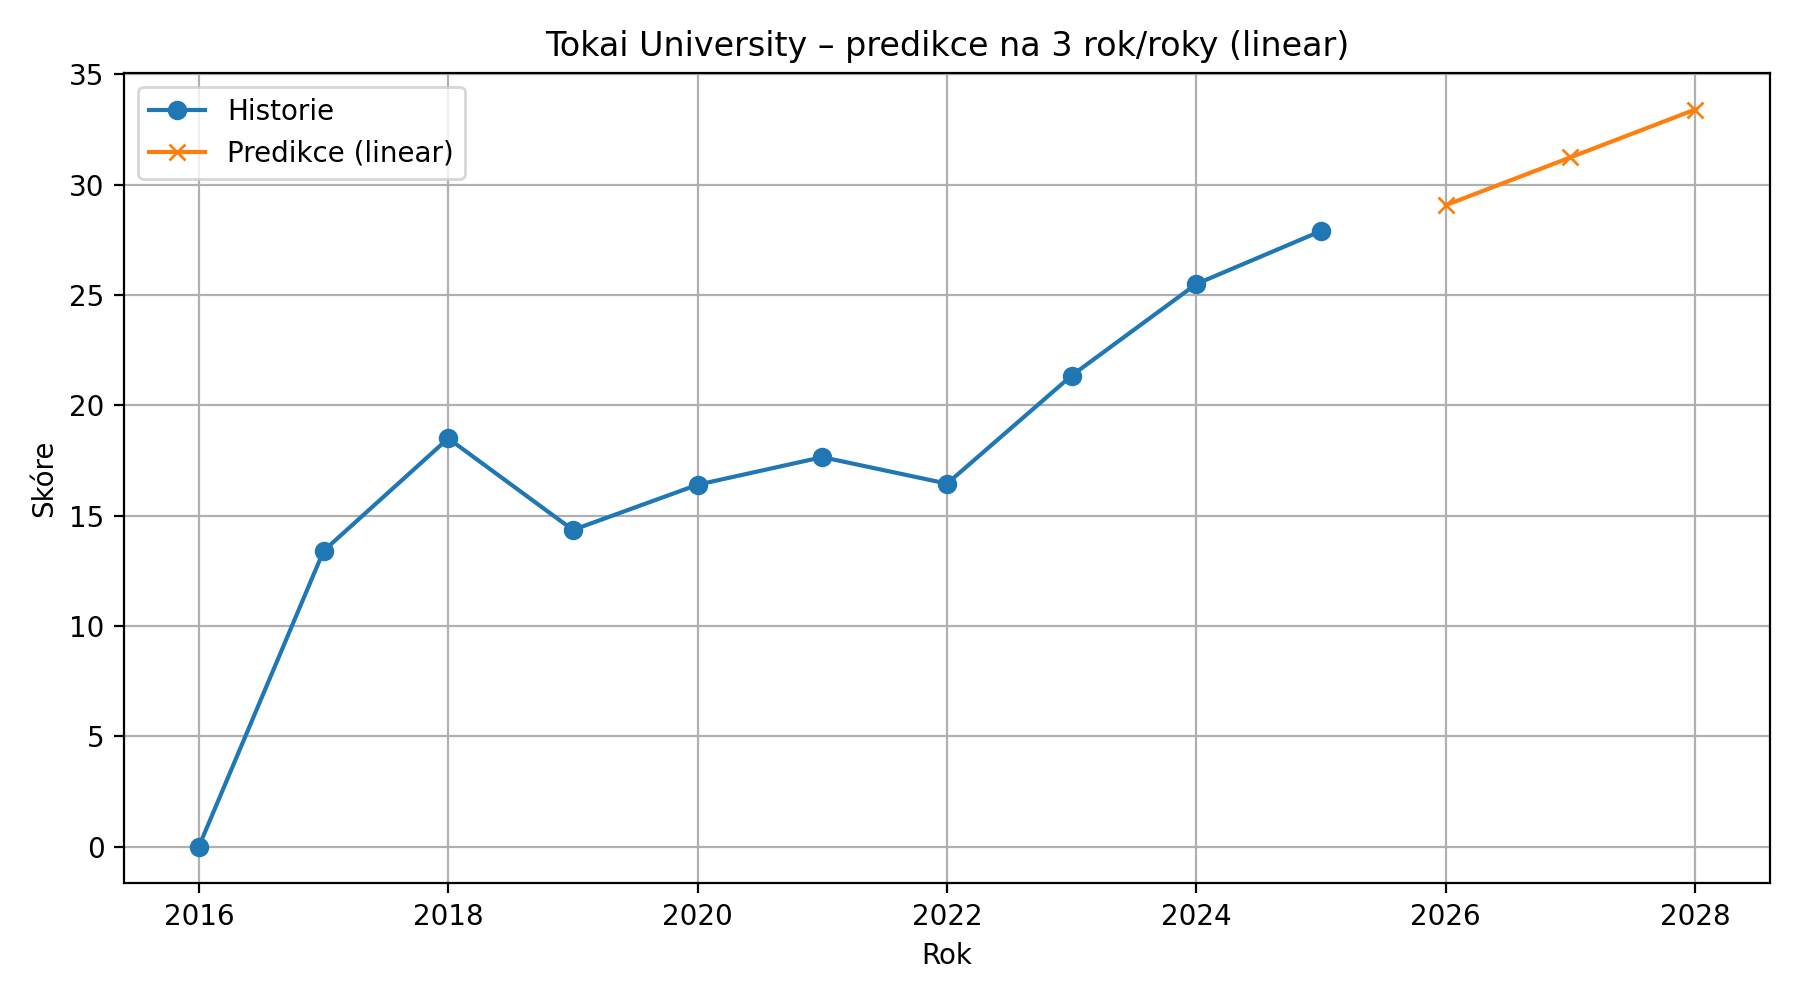 Tokai University – predikce na 3 rok/roky (linear)
Historie
Predikce (linear)
35
30
25
20
15
10
5
0
Skóre
2016 2018 2020 2022 2024 2026 2028
Rok